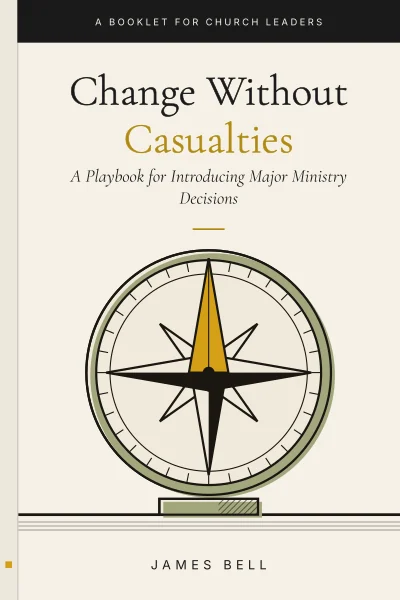 A BOOKLET FOR CHURCH LEADERS
Change Without
Casualties
A Playbook for Introducing Major Ministry
Decisions
JAMES BELL